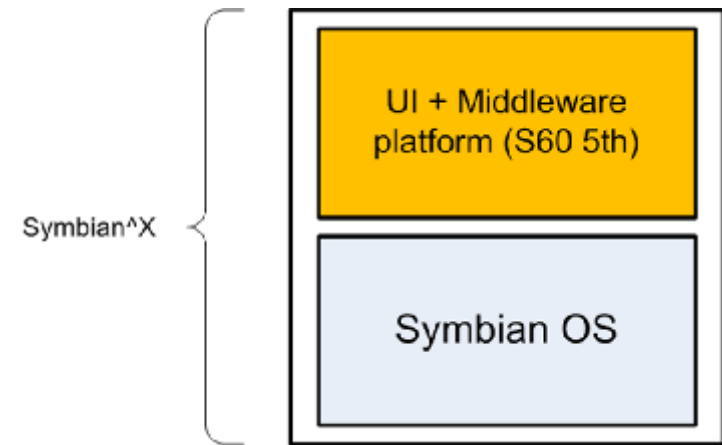 UI + Middleware
platform (S60 5th)
Symbian^X
Symbian OS